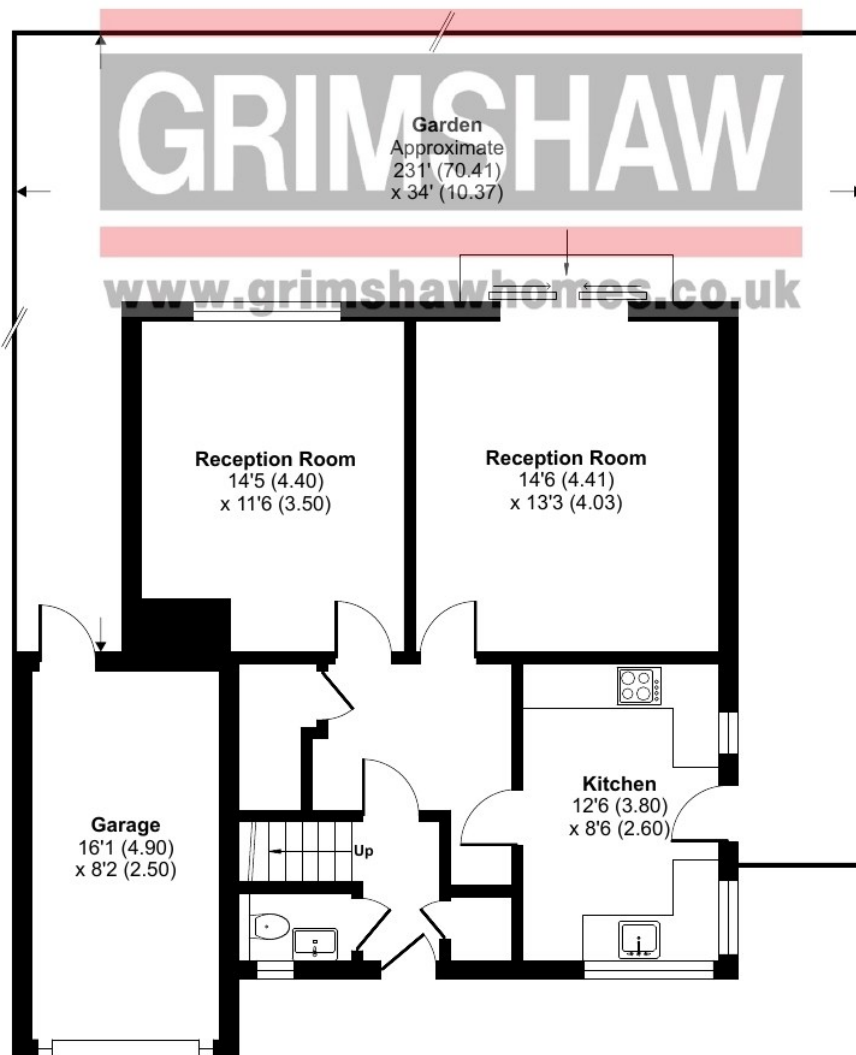 GRIMSHAW
Garden
Approximate
231' (70.41)
x 34' (10.37)
www.grimshawhomes.co.uk
Reception Room
14'5 (4.40)
x 11'6 (3.50)
Reception Room
14'6 (4.41)
x 13'3 (4.03)
Kitchen
12'6 (3.80)
x 8'6 (2.60)
Garage
16'1 (4.90)
x 8'2 (2.50)
Up